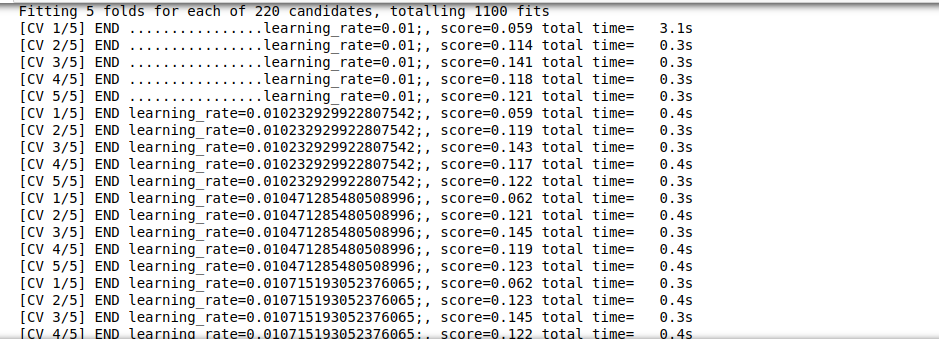 Fitting 5 folds for each of 220 candidates, totalling 1100 fits
[CV 1/5] END ................learning_rate=0.01;, score=0.059 total time=   3.1s
[CV 2/5] END ................learning_rate=0.01;, score=0.114 total time=   0.3s
[CV 3/5] END ................learning_rate=0.01;, score=0.141 total time=   0.3s
[CV 4/5] END ................learning_rate=0.01;, score=0.118 total time=   0.3s
[CV 5/5] END ................learning_rate=0.01;, score=0.121 total time=   0.3s
[CV 1/5] END learning_rate=0.010232929922807542;, score=0.059 total time=   0.4s
[CV 2/5] END learning_rate=0.010232929922807542;, score=0.119 total time=   0.3s
[CV 3/5] END learning_rate=0.010232929922807542;, score=0.143 total time=   0.3s
[CV 4/5] END learning_rate=0.010232929922807542;, score=0.117 total time=   0.4s
[CV 5/5] END learning_rate=0.010232929922807542;, score=0.122 total time=   0.3s
[CV 1/5] END learning_rate=0.010471285480508996;, score=0.062 total time=   0.3s
[CV 2/5] END learning_rate=0.010471285480508996;, score=0.121 total time=   0.4s
[CV 3/5] END learning_rate=0.010471285480508996;, score=0.145 total time=   0.3s
[CV 4/5] END learning_rate=0.010471285480508996;, score=0.119 total time=   0.4s
[CV 5/5] END learning_rate=0.010471285480508996;, score=0.123 total time=   0.4s
[CV 1/5] END learning_rate=0.010715193052376065;, score=0.062 total time=   0.3s
[CV 2/5] END learning_rate=0.010715193052376065;, score=0.123 total time=   0.4s
[CV 3/5] END learning_rate=0.010715193052376065;, score=0.145 total time=   0.3s
[CV 4/5] END learning_rate=0.010715193052376065;, score=0.122 total time=   0.4s